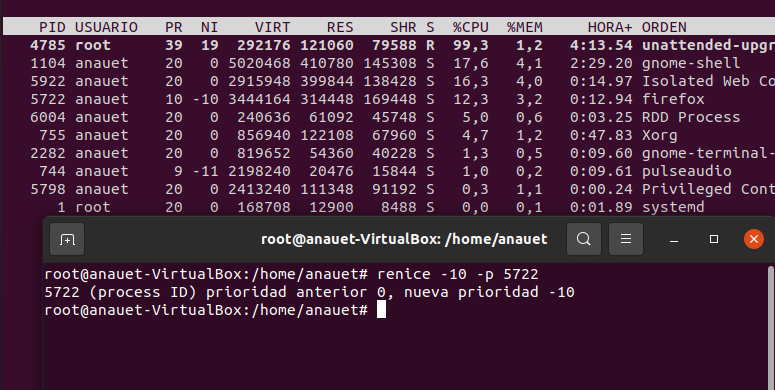 PID USUARIO PR NI VIRT RES SHR S %CPU %MEM HORA+ ORDEN
4785 root 39 19 292176 121060 79588 R 99,3 1,2 4:13.54 unattended-upgr
1104 anauet 20 0 5020468 410780 145308 S 17,6 4,1 2:29.20 gnome-shell
5922 anauet 20 0 2915948 399844 138428 S 16,3 4,0 0:14.97 Isolated Web Co
5722 anauet 10 -10 3444164 314448 169448 S 12,3 3,2 0:12.94 firefox
6004 anauet 20 0 240636 61092 45748 S 5,0 0,6 0:03.25 RDD Process
755 anauet 20 0 856940 122108 67960 S 4,7 1,2 0:47.83 Xorg
2282 anauet 20 0 819652 54360 40228 S 1,3 0,5 0:09.60 gnome-terminal-
744 anauet 9 -11 2198240 20476 15844 S 1,0 0,2 0:09.61 pulseaudio
5798 anauet 20 0 2413240 111348 91192 S 0,3 1,1 0:00.24 Privileged Cont
1 root 20 0 168708 12900 8488 S 0,0 0,1 0:01.89 systemd
root@anauet-VirtualBox: /home/anauet
root@anauet-VirtualBox:/home/anauet# renice -10 -p 5722
5722 (process ID) prioridad anterior 0, nueva prioridad -10
root@anauet-VirtualBox:/home/anauet#